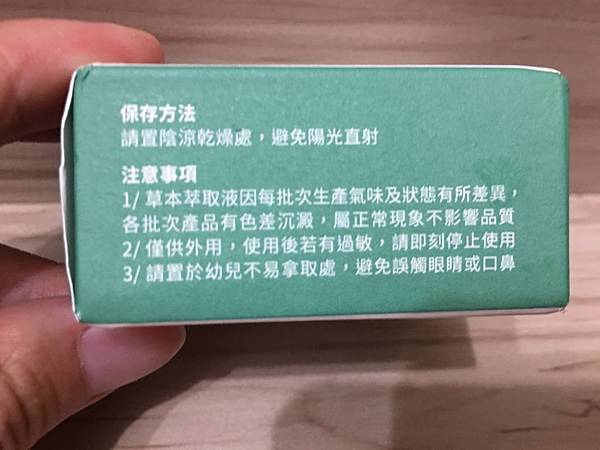 保存方法
請置陰涼乾燥處，避免陽光直射
注意事項
1/ 草本萃取液因每批次生產氣味及狀態有所差異，
各批次產品有色差沉澱，屬正常現象不影響品質
2/ 僅供外用，使用後若有過敏，請即刻停止使用
3/ 請置於幼兒不易拿取處，避免誤觸眼睛或口鼻